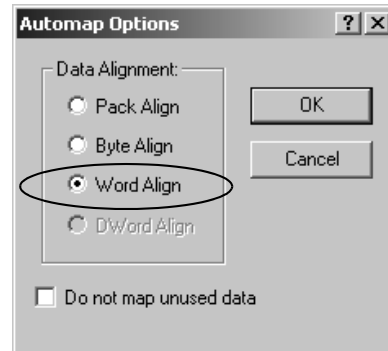 Automap Options
Data Alignment:
Pack Align
Byte Align
Word Align
DWord Align
OK
Cancel
Do not map unused data